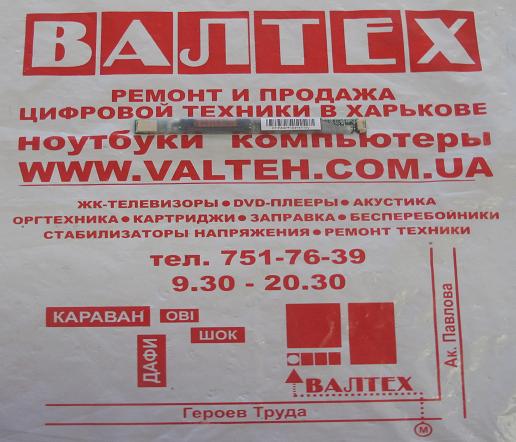 ВАЛТЕХ
РЕМОНТ И ПРОДАЖА
ЦИФРОВОЙ ТЕХНИКИ В ХАРЬКОВЕ
ноутбуки компьютеры
WWW.VALTEH.COM.UA
ЖК-ТЕЛЕВИЗОРЫ ● DVD-ПЛЕЕРЫ ● АКУСТИКА
ОРГТЕХНИКА ● КАРТРИДЖИ ● ЗАПРАВКА ● БЕСПЕРЕБОЙНИКИ
СТАБИЛИЗАТОРЫ НАПРЯЖЕНИЯ ● РЕМОНТ ТЕХНИКИ
тел. 751-76-39
9.30 - 20.30
КАРАВАН
ОВІ
ШОК
ДАФИ
ВАЛТЕХ
Героев Труда
Ак. Павлова
М